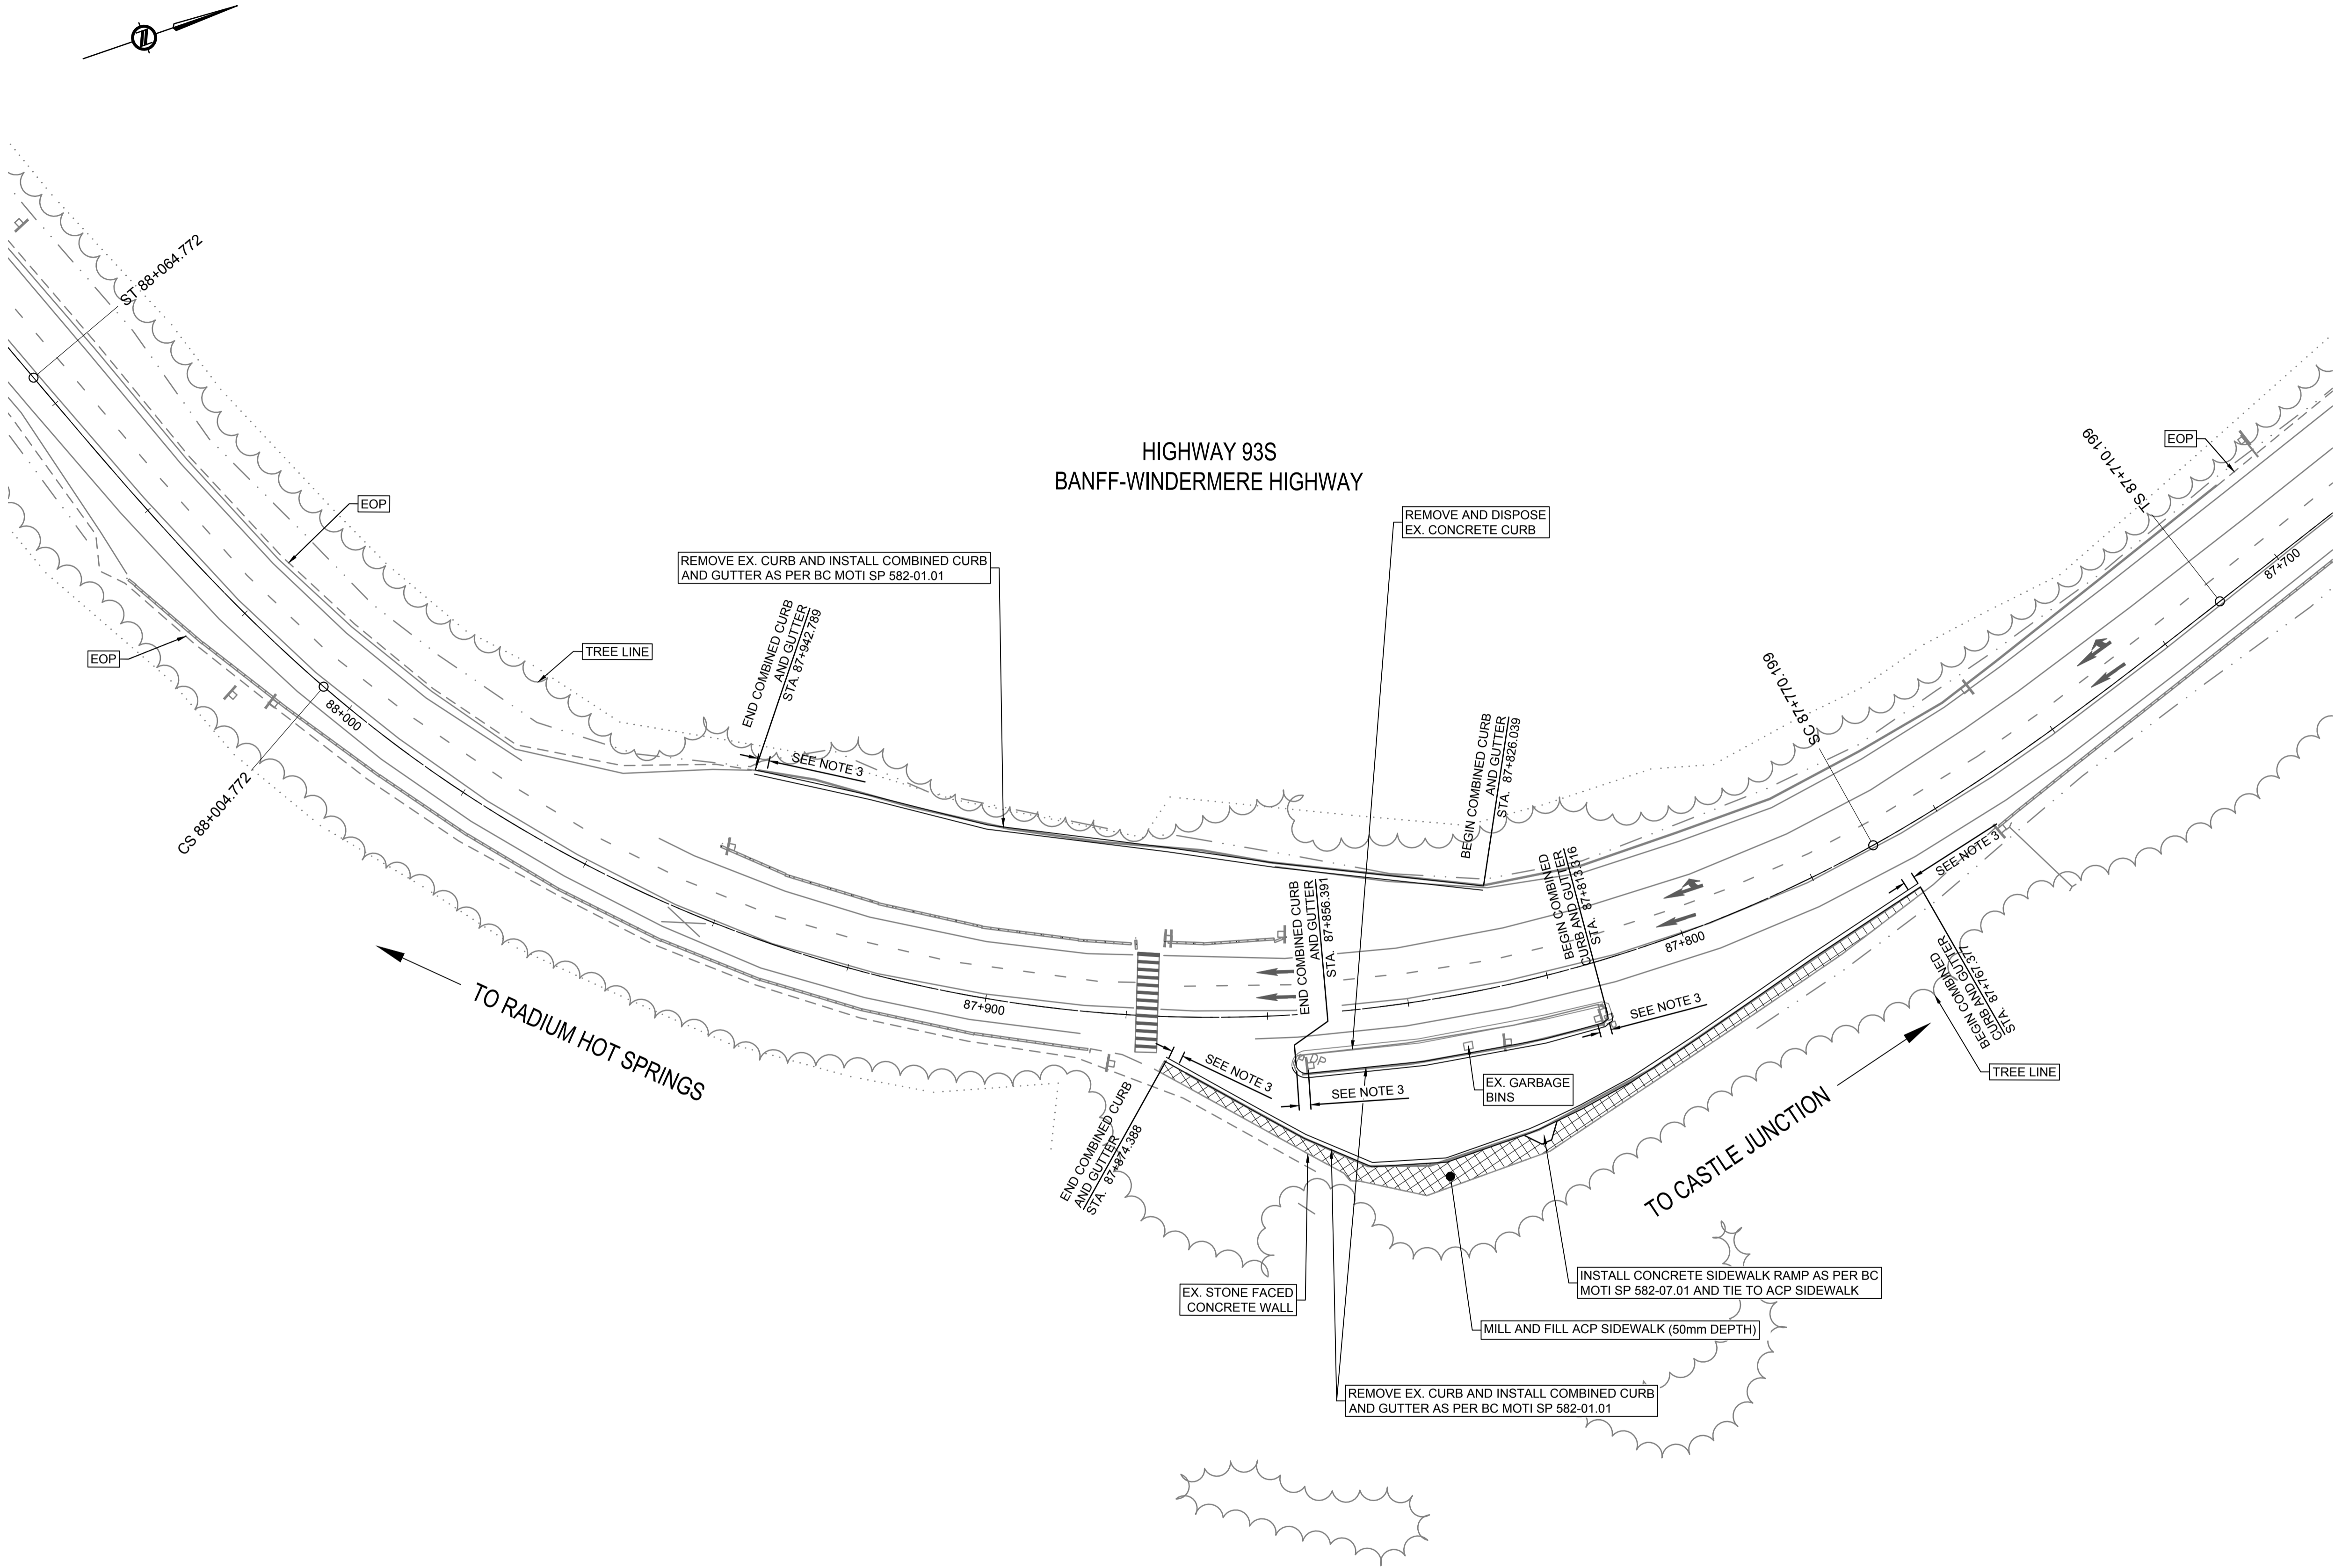 HIGHWAY 93S
BANFF-WINDERMERE HIGHWAY
ST 88+064.772
EOP
REMOVE EX. CURB AND INSTALL COMBINED CURB
AND GUTTER AS PER BC MOTI SP 582-01.01
REMOVE AND DISPOSE
EX. CONCRETE CURB
TS 87+710.199
EOP
87+700
END COMBINED CURB
AND GUTTER
STA. 87+942.789
TREE LINE
EOP
88+000
CS 88+004.772
SEE NOTE 3
BEGIN COMBINED CURB
AND GUTTER
STA. 87+826.039
SC 87+770.199
SEE NOTE 3
BEGIN COMBINED
CURB AND GUTTER
STA. 87+813.316
END COMBINED CURB
AND GUTTER
STA. 87+856.391
87+800
87+900
BEGIN COMBINED
CURB AND GUTTER
STA. 87+767.377
TO RADIUM HOT SPRINGS
SEE NOTE 3
SEE NOTE 3
SEE NOTE 3
EX. GARBAGE
BINS
TREE LINE
END COMBINED CURB
AND GUTTER
STA. 87+874.388
TO CASTLE JUNCTION
EX. STONE FACED
CONCRETE WALL
INSTALL CONCRETE SIDEWALK RAMP AS PER BC
MOTI SP 582-07.01 AND TIE TO ACP SIDEWALK
MILL AND FILL ACP SIDEWALK (50mm DEPTH)
REMOVE EX. CURB AND INSTALL COMBINED CURB
AND GUTTER AS PER BC MOTI SP 582-01.01